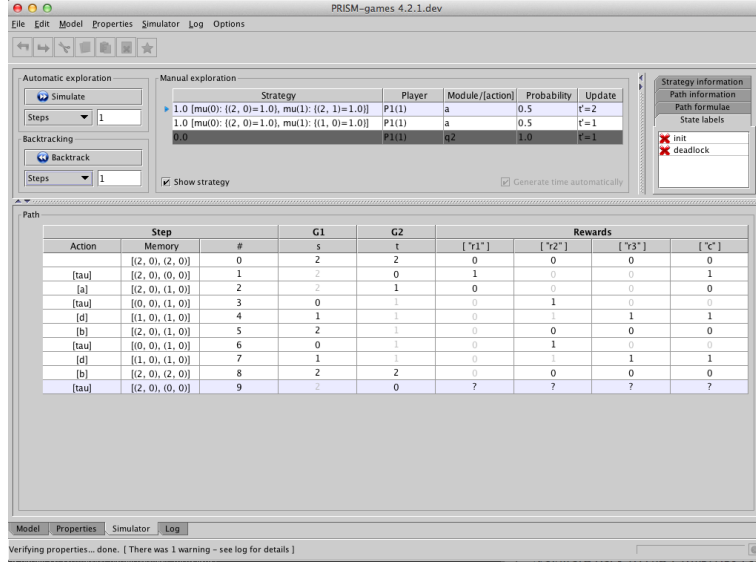 PRISM-games 4.2.1.dev
File Edit Model Properties Simulator Log Options
Automatic exploration
Simulate
Steps 1
Backtracking
Backtrack
Steps 1
Manual exploration
Strategy Player Module/[action] Probability Update
1.0 [mu(0): {(2, 0)=1.0}, mu(1): {(2, 1)=1.0}] P1(1) a 0.5 t'=2
1.0 [mu(0): {(2, 0)=1.0}, mu(1): {(1, 0)=1.0}] P1(1) a 0.5 t'=1
0.0 P1(1) q2 1.0 t'=1
Show strategy Generate time automatically
Strategy information
Path information
Path formulae
State labels
init
deadlock
Path
Step G1 G2 Rewards
Action Memory # s t [ "r1" ] [ "r2" ] [ "r3" ] [ "c" ]
[(2, 0), (2, 0)] 0 2 2 0 0 0 0
[tau] [(2, 0), (0, 0)] 1 2 0 1 0 0 1
[a] [(2, 0), (1, 0)] 2 2 1 0 0 0 0
[tau] [(0, 0), (1, 0)] 3 0 1 0 1 0 0
[d] [(1, 0), (1, 0)] 4 1 1 0 1 1 1
[b] [(2, 0), (1, 0)] 5 2 1 0 0 0 0
[tau] [(0, 0), (1, 0)] 6 0 1 0 1 0 0
[d] [(1, 0), (1, 0)] 7 1 1 0 1 1 1
[b] [(2, 0), (2, 0)] 8 2 2 0 0 0 0
[tau] [(2, 0), (0, 0)] 9 2 0 ? ? ? ?
Model Properties Simulator Log
Verifying properties... done. [ There was 1 warning – see log for details ]